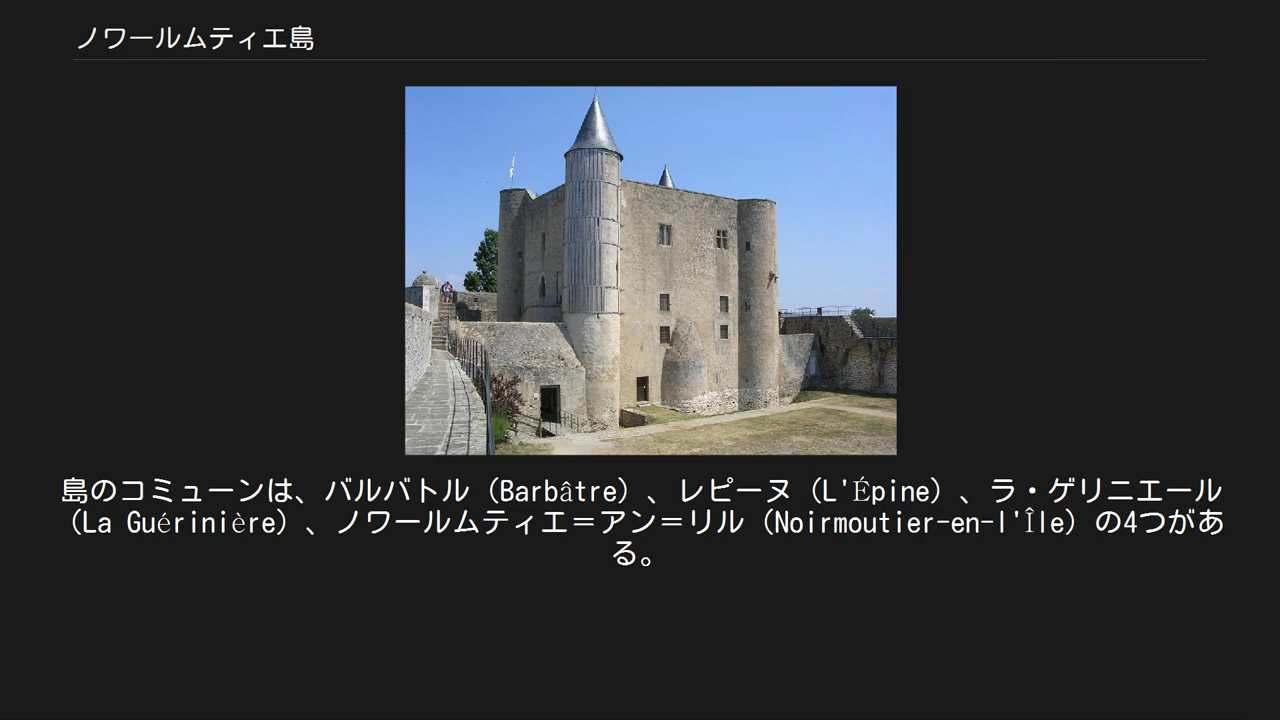 ノワールムティエ島
島のコミューンは、バルバトル（Barbâtre）、レピーヌ（L'Épine）、ラ・ゲリニエール
（La Guérinière）、ノワールムティエ＝アン＝リル（Noirmoutier-en-l'Île）の4つがあ
る。